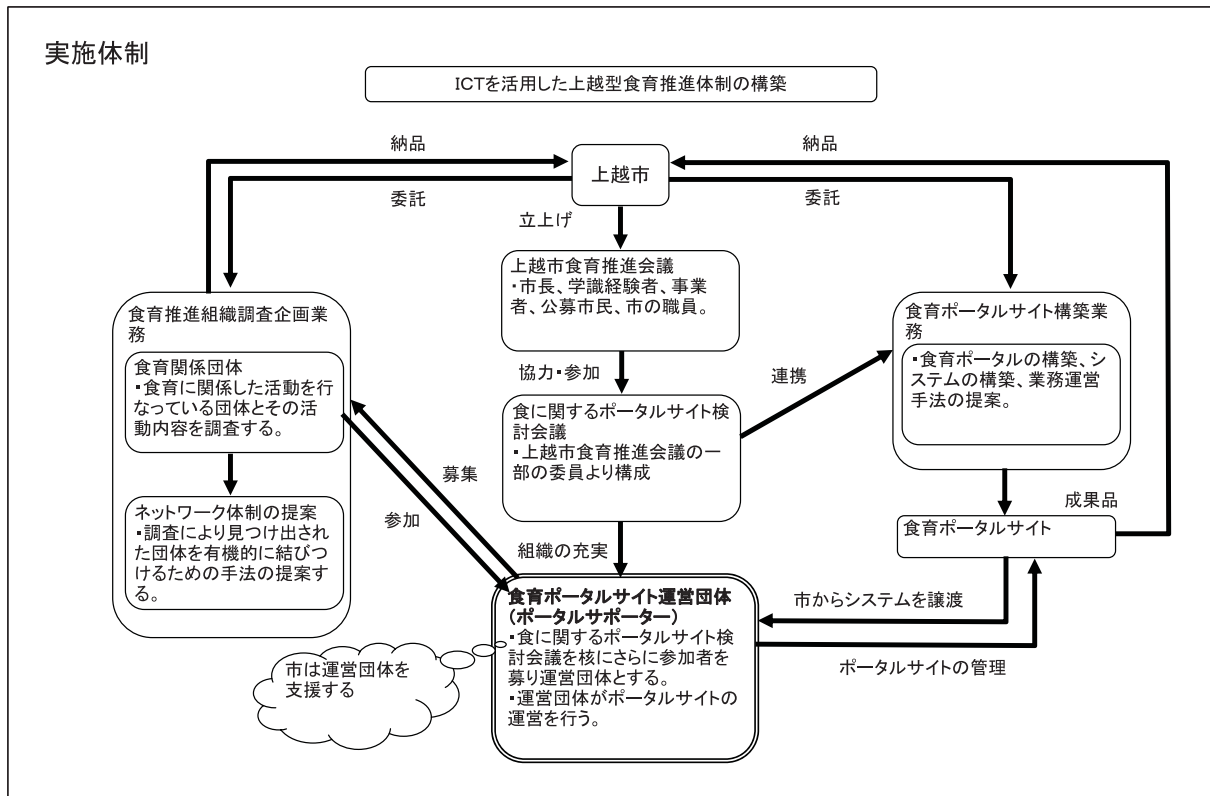 実施体制
ICTを活用した上越型食育推進体制の構築
納品
納品
上越市
委託
委託
立上げ
上越市食育推進会議
・市長、学識経験者、事業
者、公募市民、市の職員。
食育推進組織調査企画業
務
食育関係団体
・食育に関係した活動を行
なっている団体とその活
動内容を調査する。
ネットワーク体制の提案
・調査により見つけ出され
た団体を有機的に結びつ
けるための手法の提案す
る。
食育ポータルサイト構築業務
・食育ポータルの構築、シ
ステムの構築、業務運営
手法の提案。
協力・参加
連携
食に関するポータルサイト検
討会議
・上越市食育推進会議の一
部の委員より構成
募集
参加
成果品
食育ポータルサイト
組織の充実
食育ポータルサイト運営団体
(ポータルサポーター)
・食に関するポータルサイト検
討会議を核にさらに参加者を
募り運営団体とする。
・運営団体がポータルサイトの
運営を行う。
市からシステムを譲渡
ポータルサイトの管理
市は運営団体を
支援する